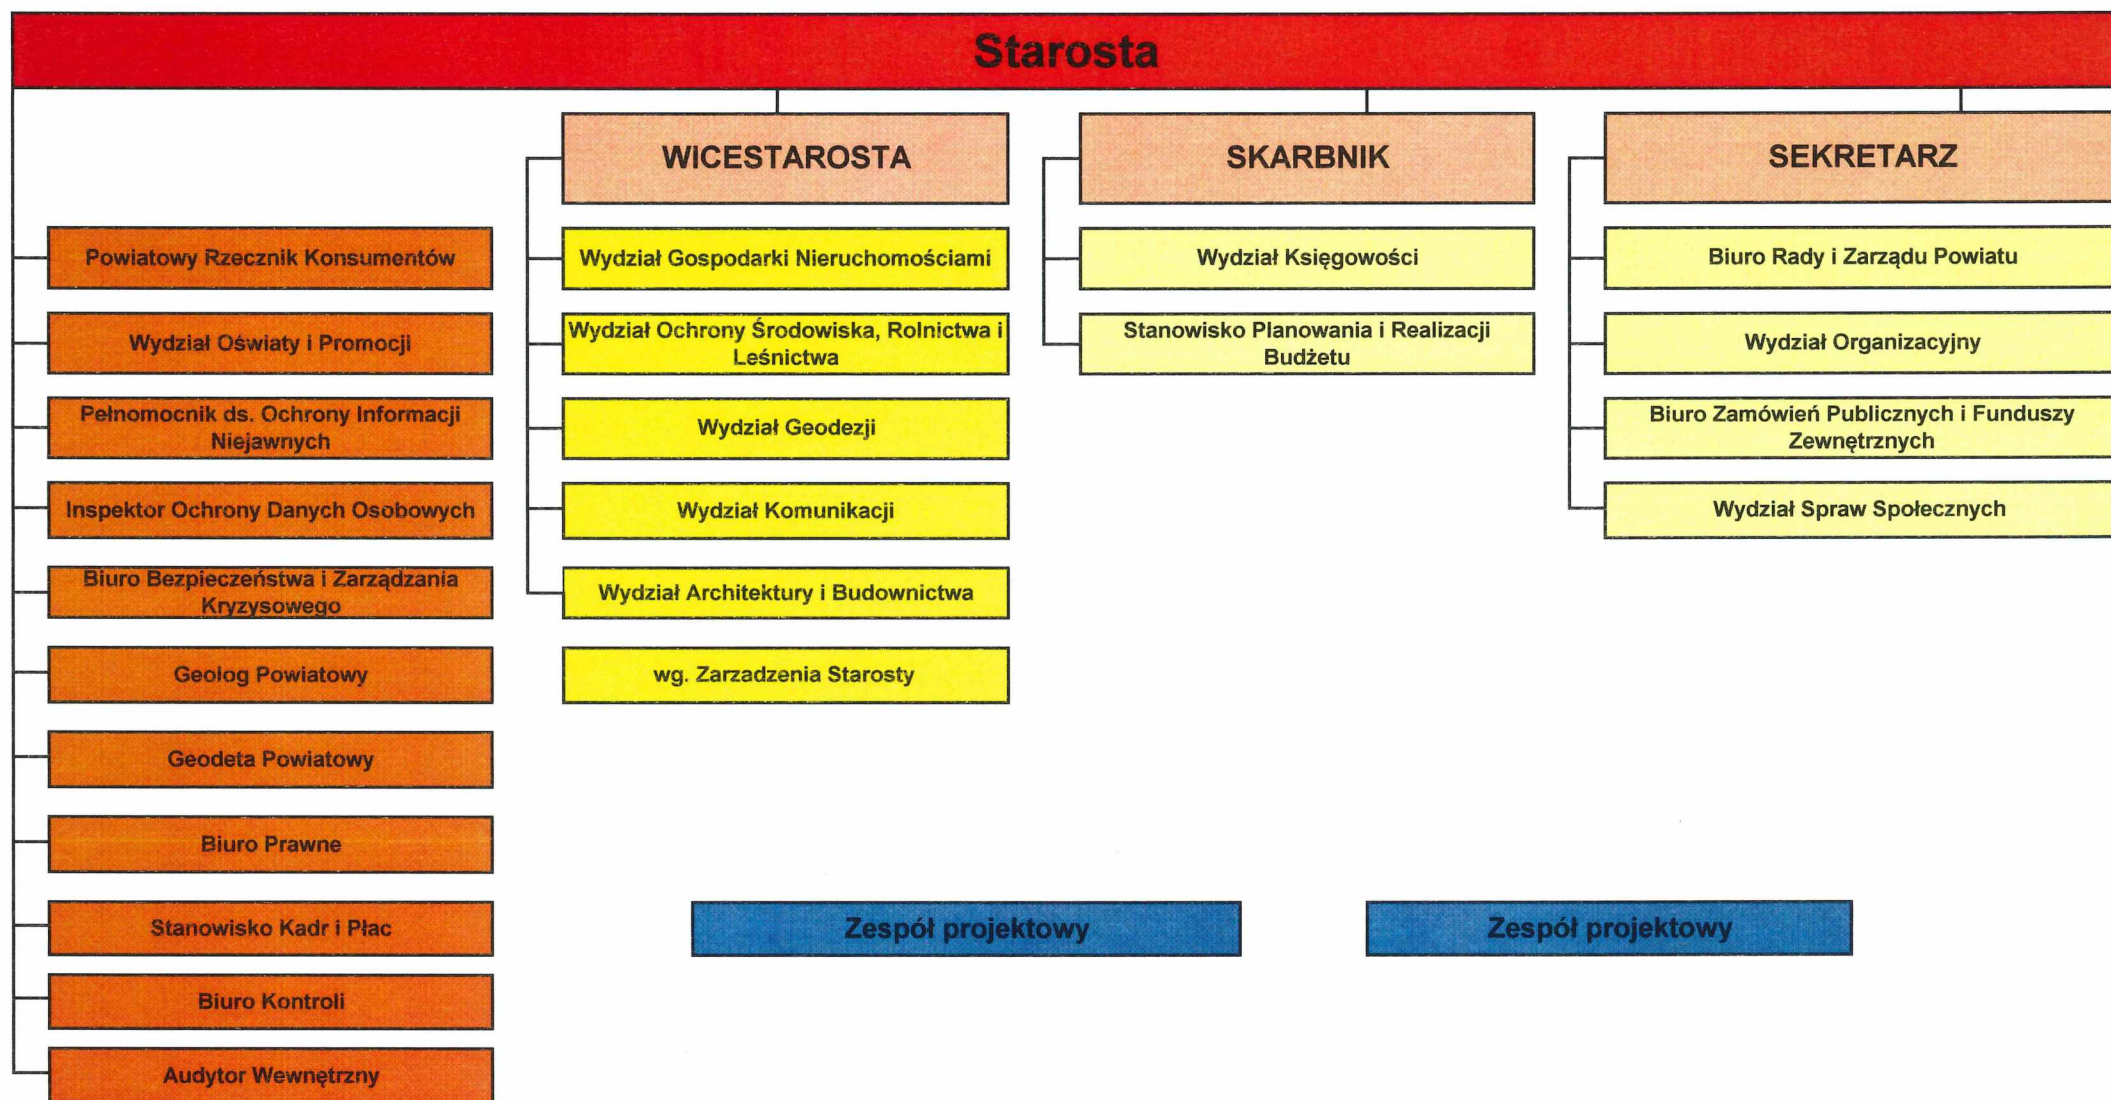 Starosta
WICESTAROSTA
SKARBNIK
SEKRETARZ
Powiatowy Rzecznik Konsumentów
Wydział Oświaty i Promocji
Pełnomocnik ds. Ochrony Informacji
Niejawnych
Inspektor Ochrony Danych Osobowych
Biuro Bezpieczeństwa i Zarządzania
Kryzysowego
Geolog Powiatowy
Geodeta Powiatowy
Biuro Prawne
Stanowisko Kadr i Płac
Biuro Kontroli
Audytor Wewnętrzny
Wydział Gospodarki Nieruchomościami
Wydział Ochrony Środowiska, Rolnictwa i
Leśnictwa
Wydział Geodezji
Wydział Komunikacji
Wydział Architektury i Budownictwa
wg. Zarzadzenia Starosty
Wydział Księgowości
Stanowisko Planowania i Realizacji
Budżetu
Biuro Rady i Zarządu Powiatu
Wydział Organizacyjny
Biuro Zamówień Publicznych i Funduszy
Zewnętrznych
Wydział Spraw Społecznych
Zespół projektowy
Zespół projektowy